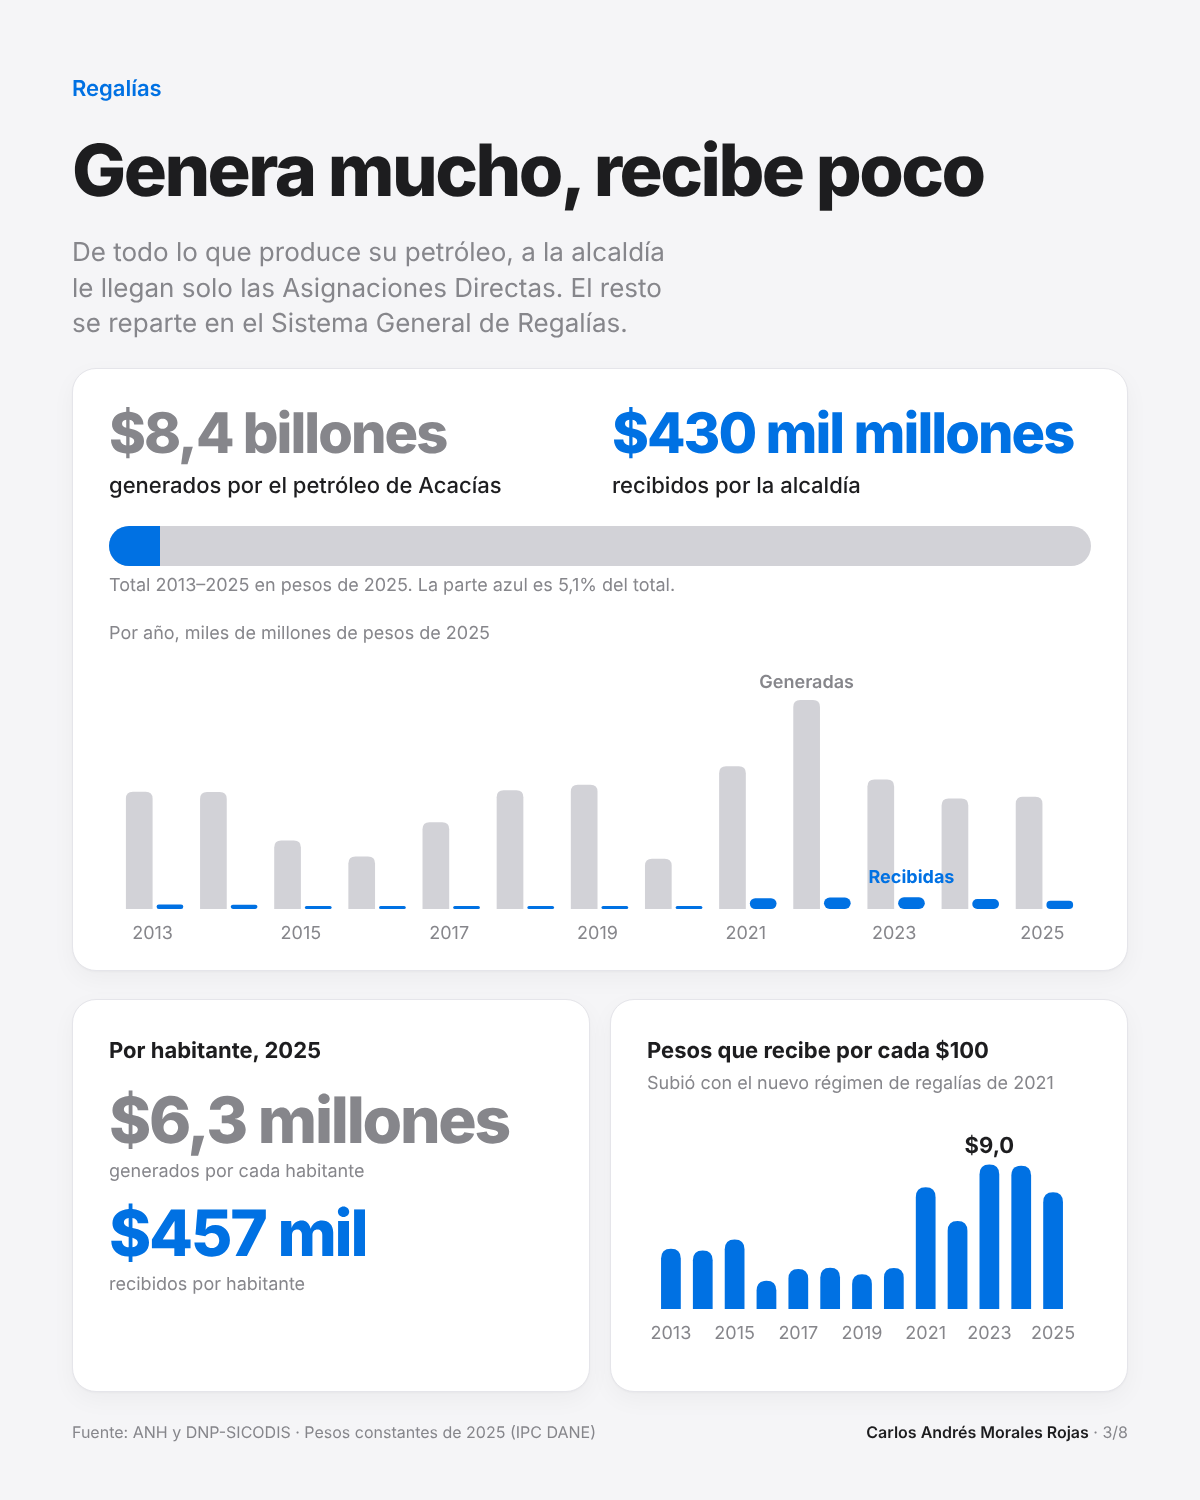 Regalías
Genera mucho, recibe poco
De todo lo que produce su petróleo, a la alcaldía
le llegan solo las Asignaciones Directas. El resto
se reparte en el Sistema General de Regalías.
$8,4 billones
generados por el petróleo de Acacías
$430 mil millones
recibidos por la alcaldía
Total 2013–2025 en pesos de 2025. La parte azul es 5,1% del total.
Por año, miles de millones de pesos de 2025
Generadas
Recibidas
2013 2015 2017 2019 2021 2023 2025
Por habitante, 2025
$6,3 millones
generados por cada habitante
$457 mil
recibidos por habitante
Pesos que recibe por cada $100
Subió con el nuevo régimen de regalías de 2021
$9,0
2013 2015 2017 2019 2021 2023 2025
Fuente: ANH y DNP-SICODIS · Pesos constantes de 2025 (IPC DANE)
Carlos Andrés Morales Rojas · 3/8